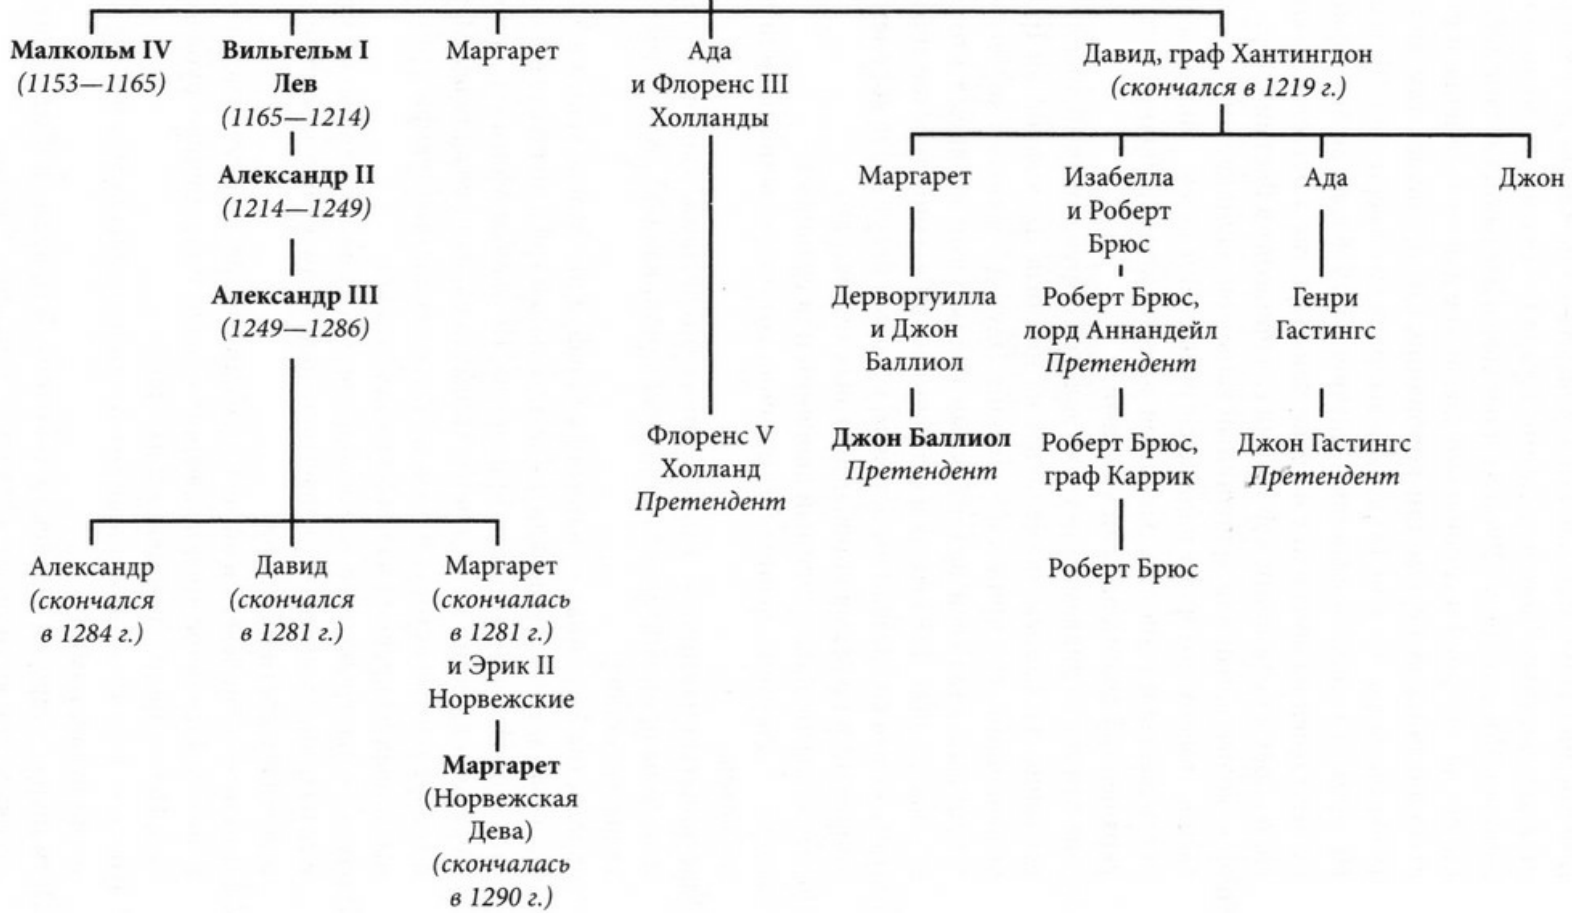 Малкольм IV
(1153—1165)
Вильгельм I
Лев
(1165—1214)
Маргарет
Ада
и Флоренс III
Холланды
Давид, граф Хантингдон
(скончался в 1219 г.)
Александр II
(1214—1249)
Маргарет
Изабелла
и Роберт
Брюс
Ада
Джон
Александр III
(1249—1286)
Дерворгуилла
и Джон
Баллиол
Роберт Брюс,
лорд Аннандейл
Претендент
Генри
Гастингс
Флоренс V
Холланд
Претендент
Джон Баллиол
Претендент
Роберт Брюс,
граф Каррик
Джон Гастингс
Претендент
Александр
(скончался
в 1284 г.)
Давид
(скончался
в 1281 г.)
Маргарет
(скончалась
в 1281 г.)
и Эрик II
Норвежские
Роберт Брюс
Маргарет
(Норвежская
Дева)
(скончалась
в 1290 г.)